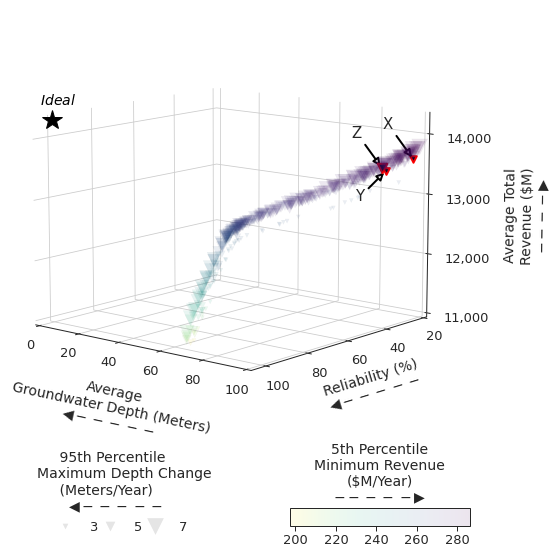 Ideal
Z
X
Y
14,000
13,000
12,000
11,000
Average Total
Revenue ($M)
0
20
40
60
80
100
Average
Groundwater Depth (Meters)
100
80
60
40
20
Reliability (%)
95th Percentile
Maximum Depth Change
(Meters/Year)
3
5
7
5th Percentile
Minimum Revenue
($M/Year)
200
220
240
260
280